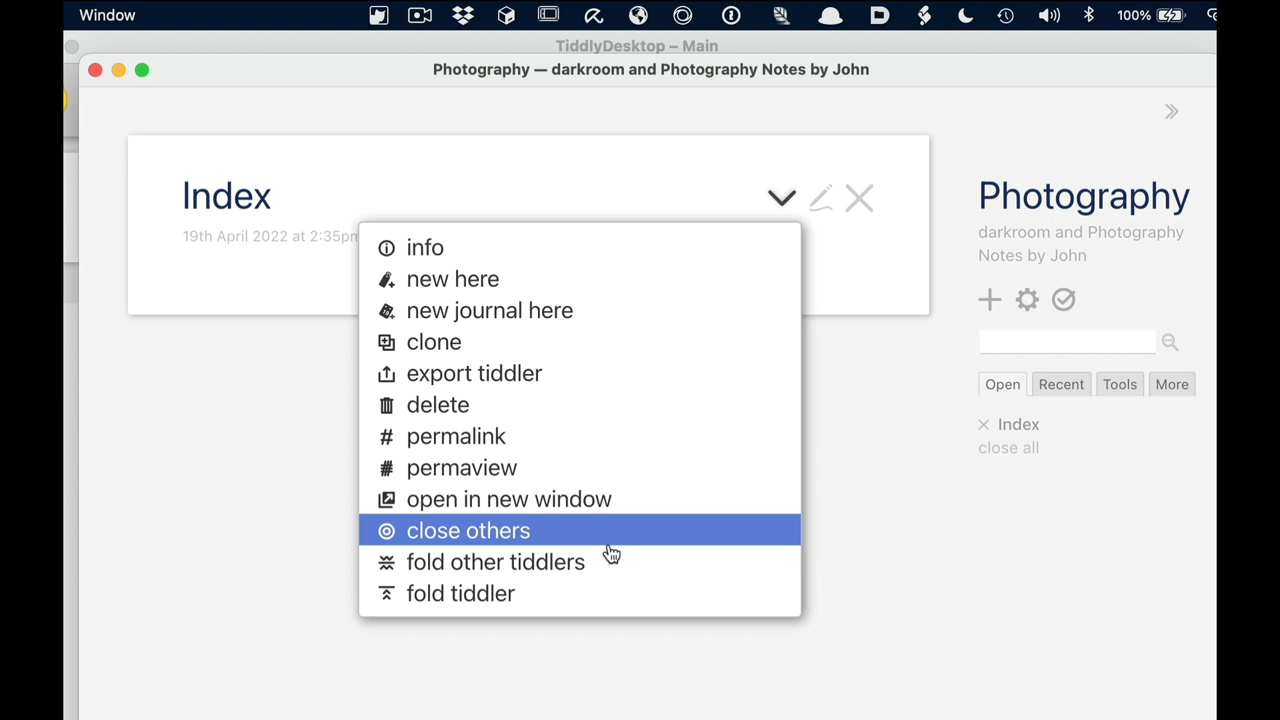 Window
100%
TiddlyDesktop – Main
Photography — darkroom and Photography Notes by John
Index
19th April 2022 at 2:35pm
info
new here
new journal here
clone
export tiddler
delete
permalink
permaview
open in new window
close others
fold other tiddlers
fold tiddler
Photography
darkroom and Photography
Notes by John
Open
Recent
Tools
More
Index
close all